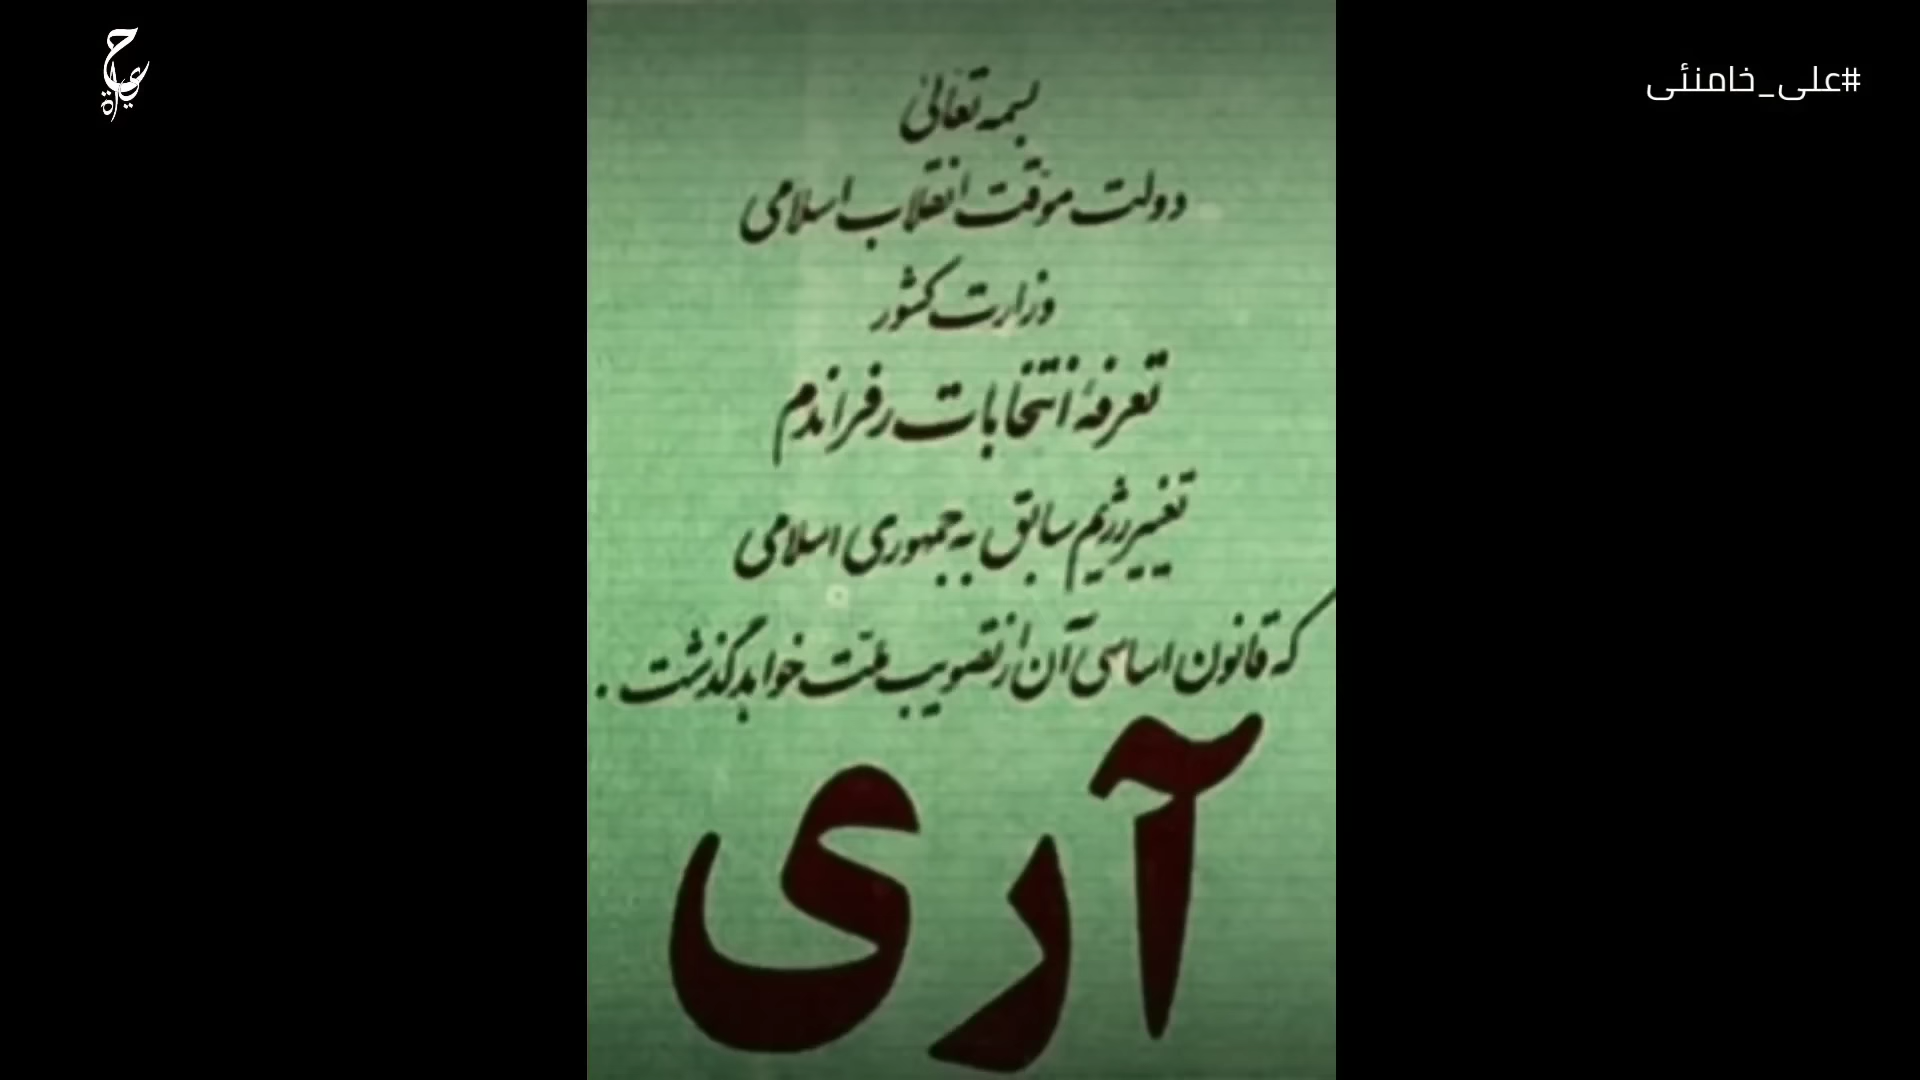 #علی_خامنئی
بسمه تعالی
دولت موقت انقلاب اسلامی
وزارت کشور
تعرفهٔ انتخابات رفراندم
تغییر رژیم سابق به جمهوری اسلامی
که قانون اساسی آن از تصویب ملت خواهد گذشت.
آری